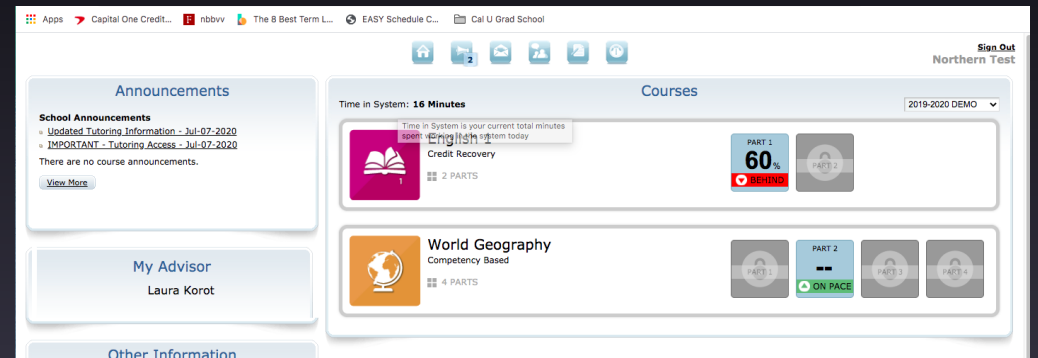 Apps Capital One Credit... nbbvv The 8 Best Term L... EASY Schedule C... Cal U Grad School
2
Sign Out
Northern Test
Announcements
School Announcements
Updated Tutoring Information - Jul-07-2020
IMPORTANT - Tutoring Access - Jul-07-2020
There are no course announcements.
View More
My Advisor
Laura Korot
Other Information
Courses
Time in System: 16 Minutes
2019-2020 DEMO
Time in System is your current total minutes
spent working in the system today
English 1
Credit Recovery
2 PARTS
1
PART 1
60%
BEHIND
PART 2
World Geography
Competency Based
4 PARTS
PART 1
PART 2
--
ON PACE
PART 3
PART 4